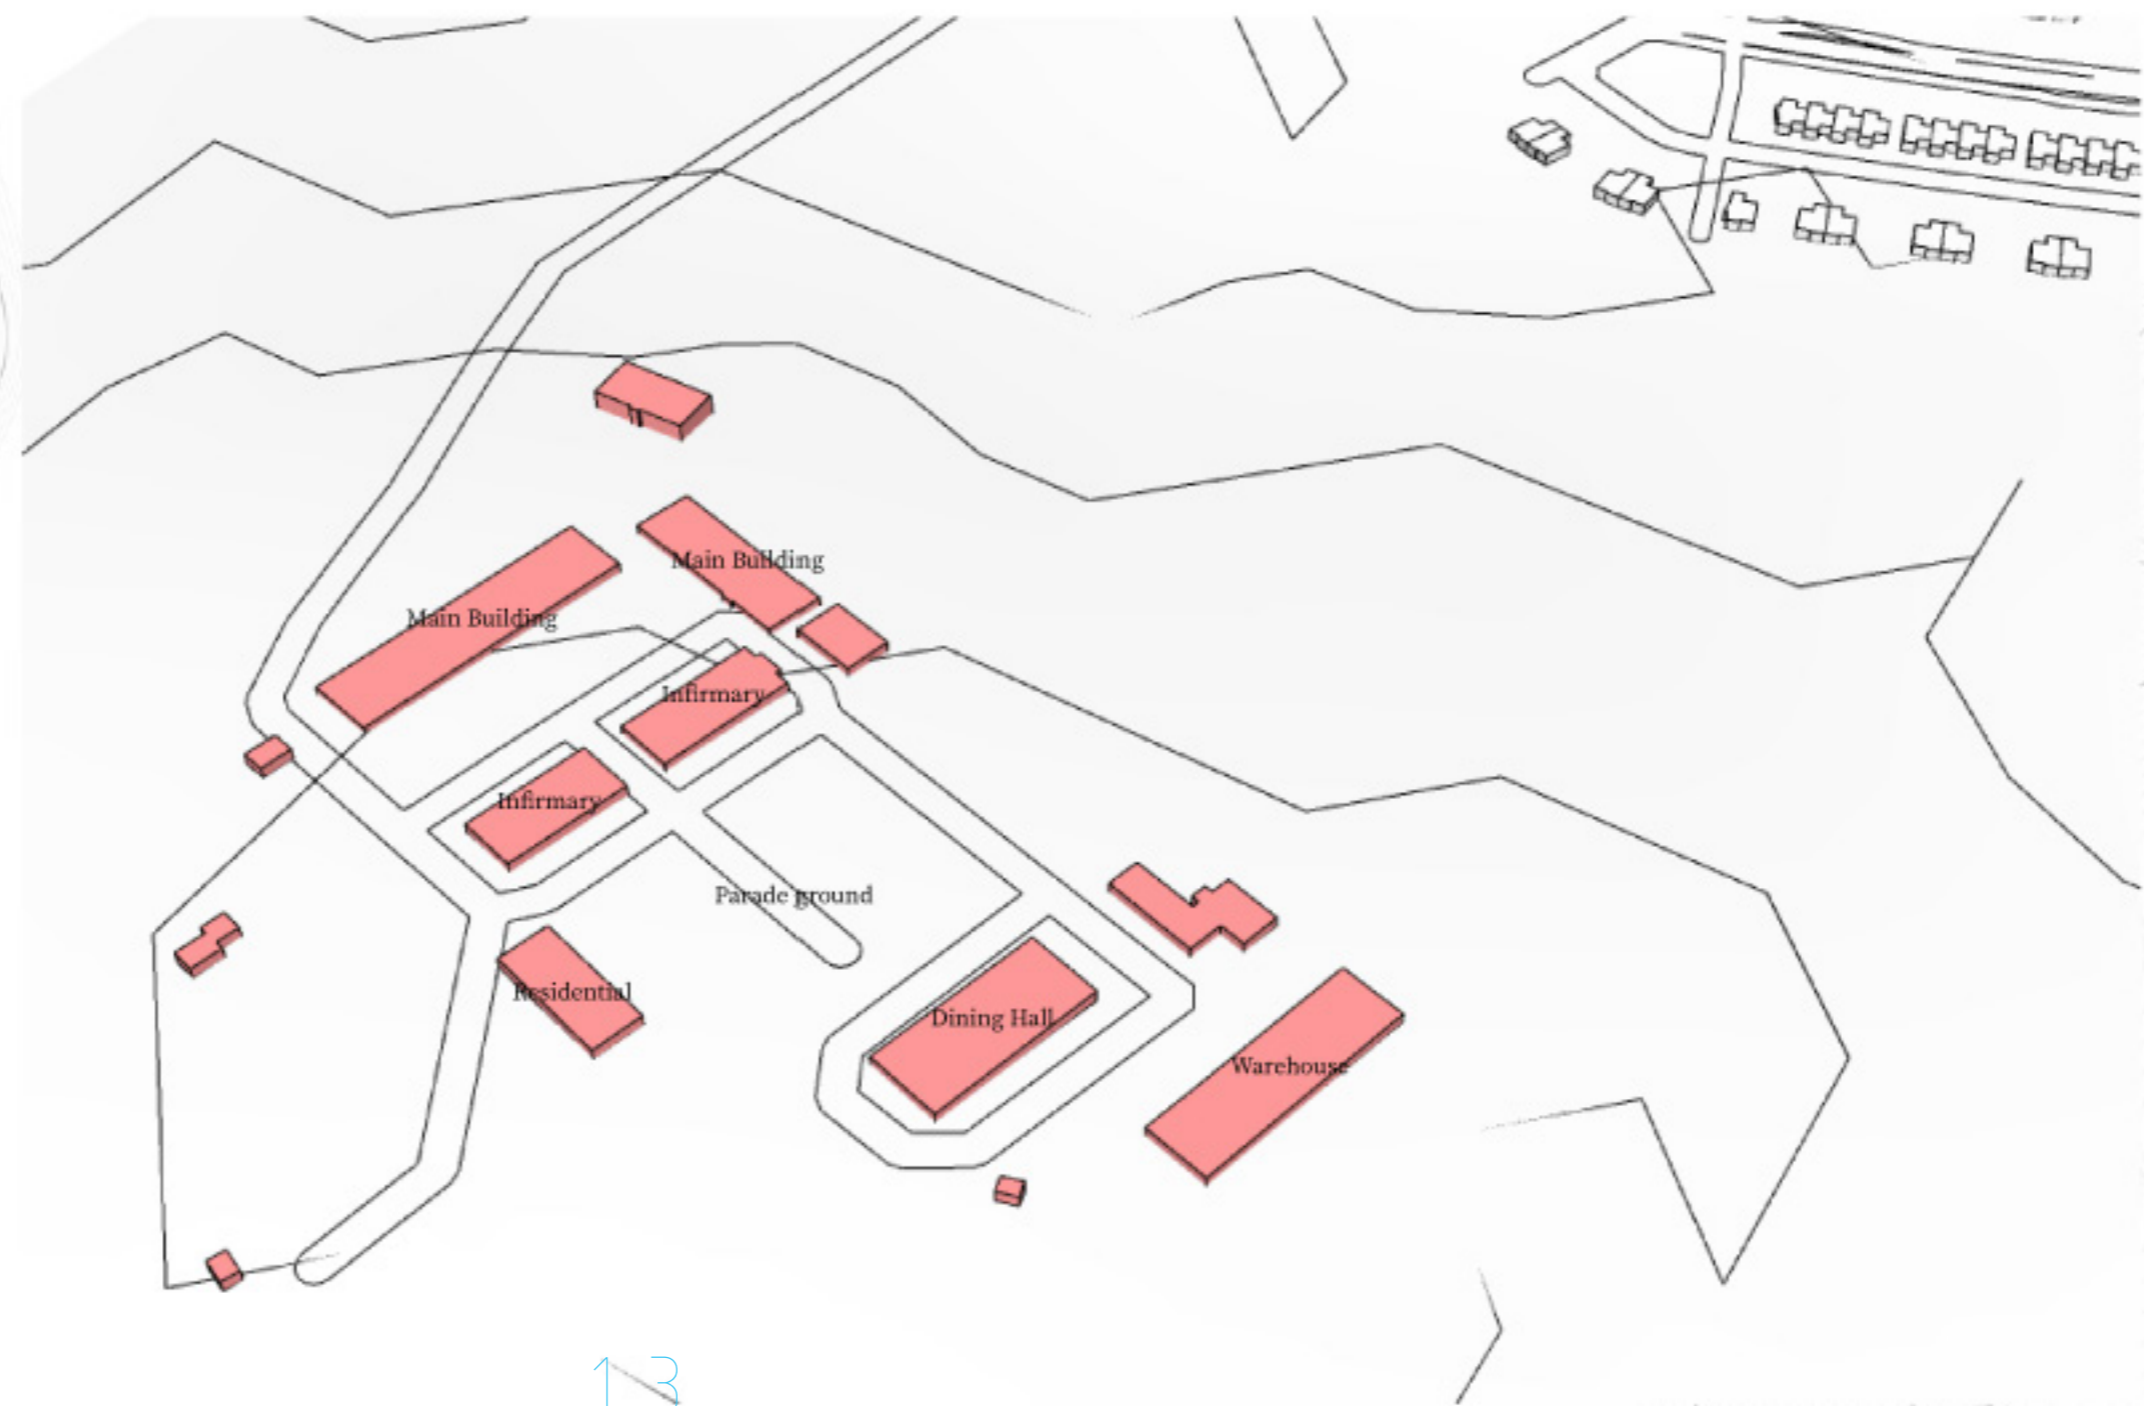 Main Building
Main Building
Infirmary
Infirmary
Parade ground
Residential
Dining Hall
Warehouse
13